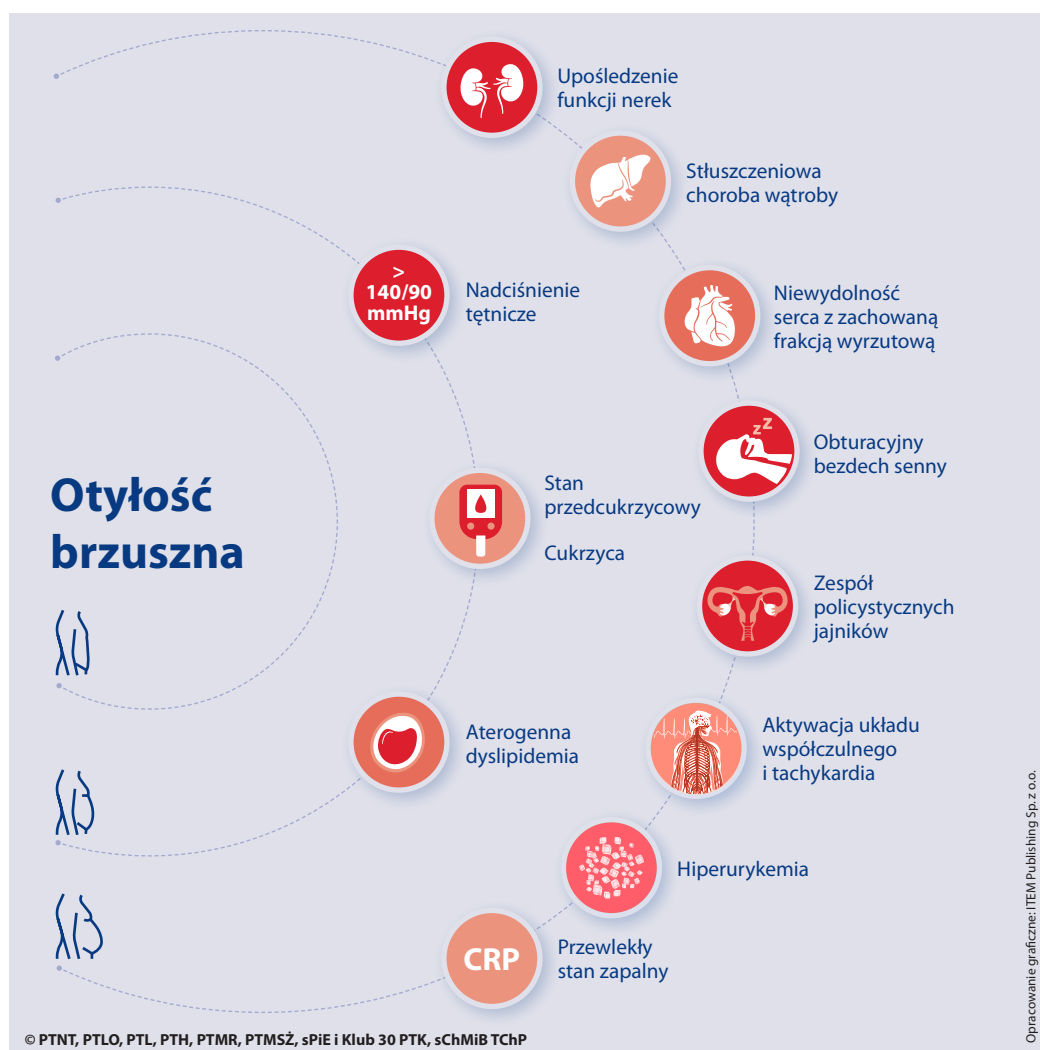 Upośledzenie
funkcji nerek
Stłuszczeniowa
choroba wątroby
>
140/90
mmHg
Nadciśnienie
tętnicze
Niewydolność
serca z zachowaną
frakcją wyrzutową
zZ
Obturacyjny
bezdech senny
Otyłość
brzuszna
Stan
przedcukrzycowy
Cukrzyca
Zespół
policystycznych
jajników
Aterogenna
dyslipidemia
Aktywacja układu
współczulnego
i tachykardia
Hiperurykemia
CRP
Przewlekły
stan zapalny
© PTNT, PTLO, PTL, PTH, PTMR, PTMSŻ, sPiE i Klub 30 PTK, sChMiB TChP
Opracowanie graficzne: ITEM Publishing Sp. z o.o.